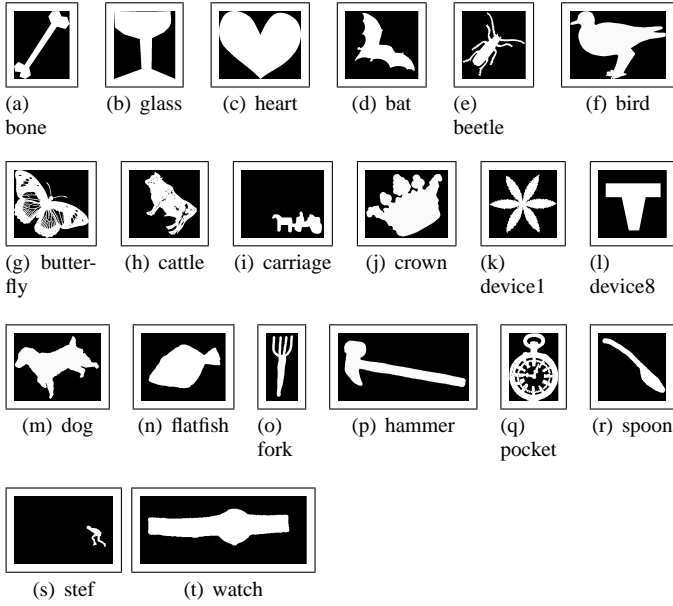 (a) bone
(b) glass
(c) heart
(d) bat
(e) beetle
(f) bird
(g) butter-
fly
(h) cattle
(i) carriage
(j) crown
(k) device1
(l) device8
(m) dog
(n) flatfish
(o) fork
(p) hammer
(q) pocket
(r) spoon
(s) stef
(t) watch